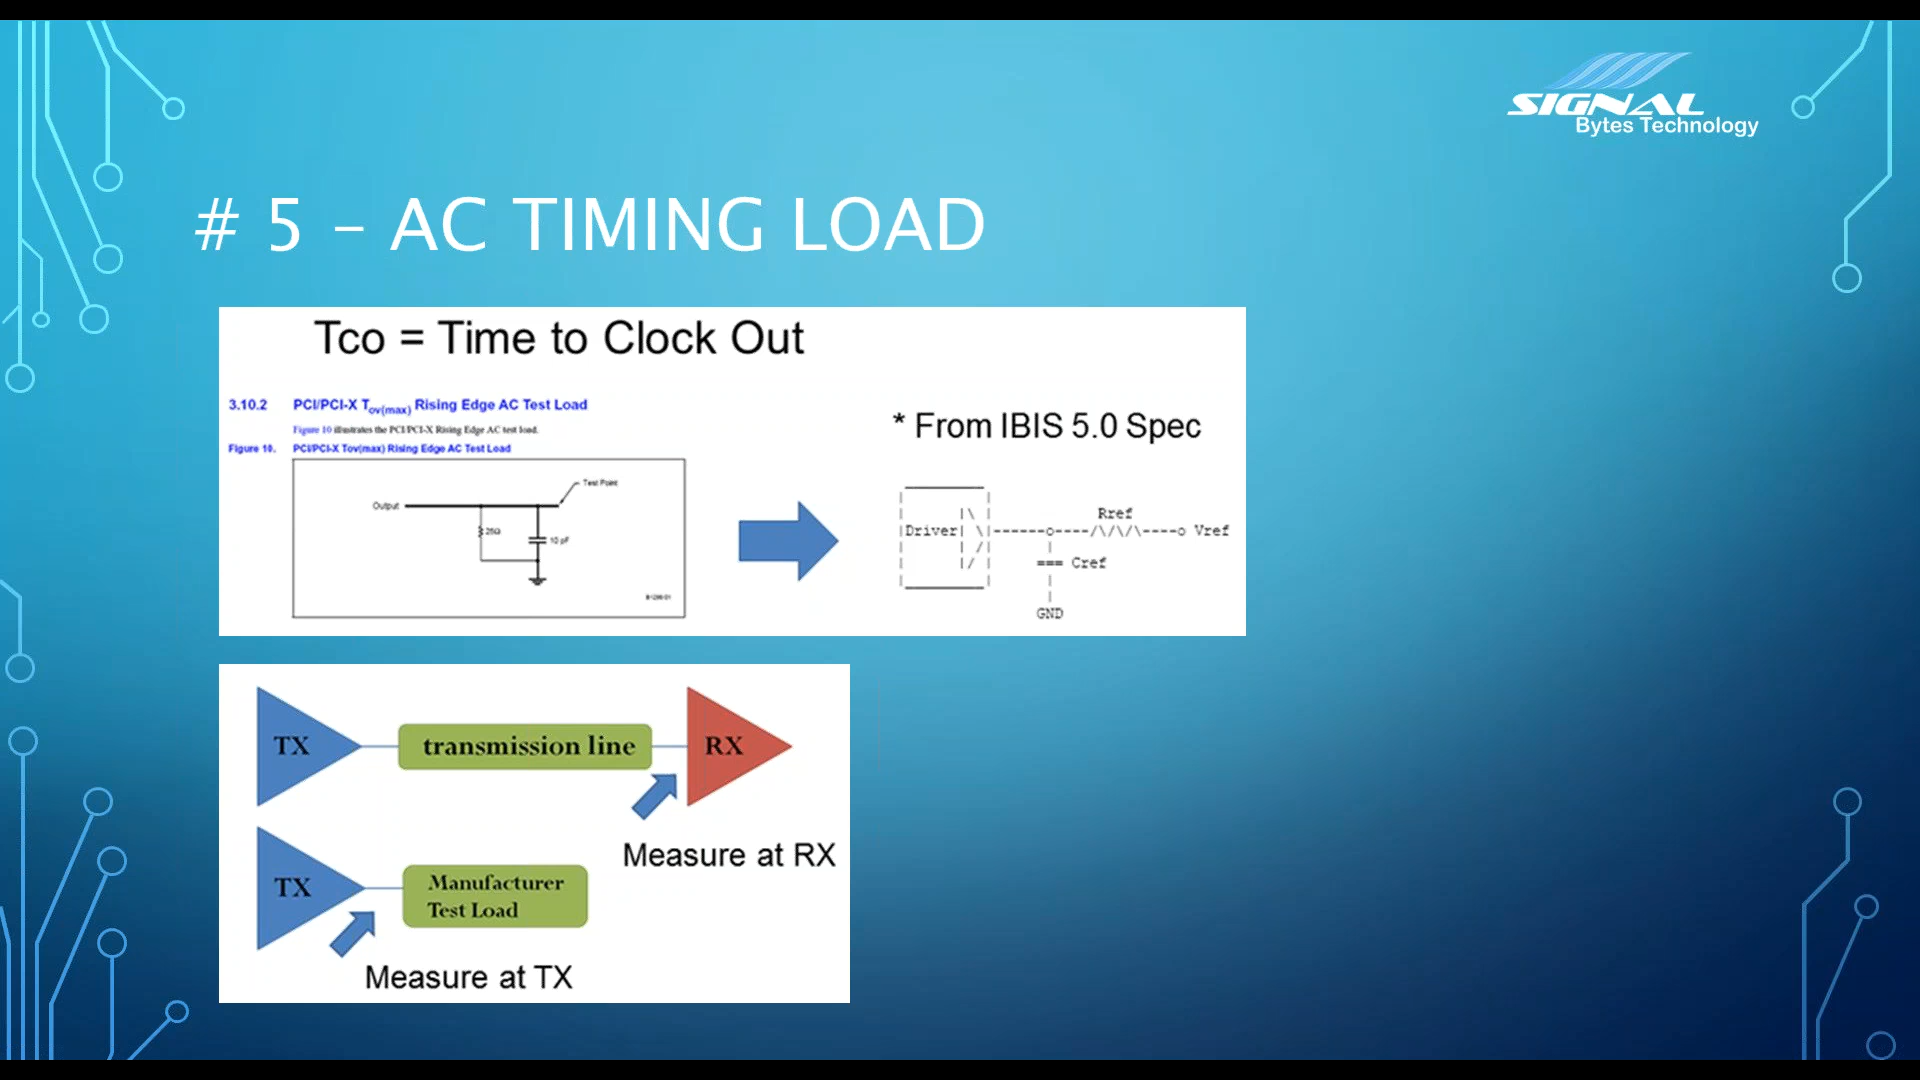 SIGNAL
Bytes Technology
# 5 – AC TIMING LOAD
Tco = Time to Clock Out
3.10.2 PCI/PCI-X Tov(max) Rising Edge AC Test Load
Figure 10 illustrates the PCI/PCI-X Rising Edge AC test load.
Figure 10. PCI/PCI-X Tov(max) Rising Edge AC Test Load
Test Point
Output
25Ω
10 pF
* From IBIS 5.0 Spec
Rref
Driver
Vref
Cref
GND
TX
transmission line
RX
Measure at RX
TX
Manufacturer
Test Load
Measure at TX